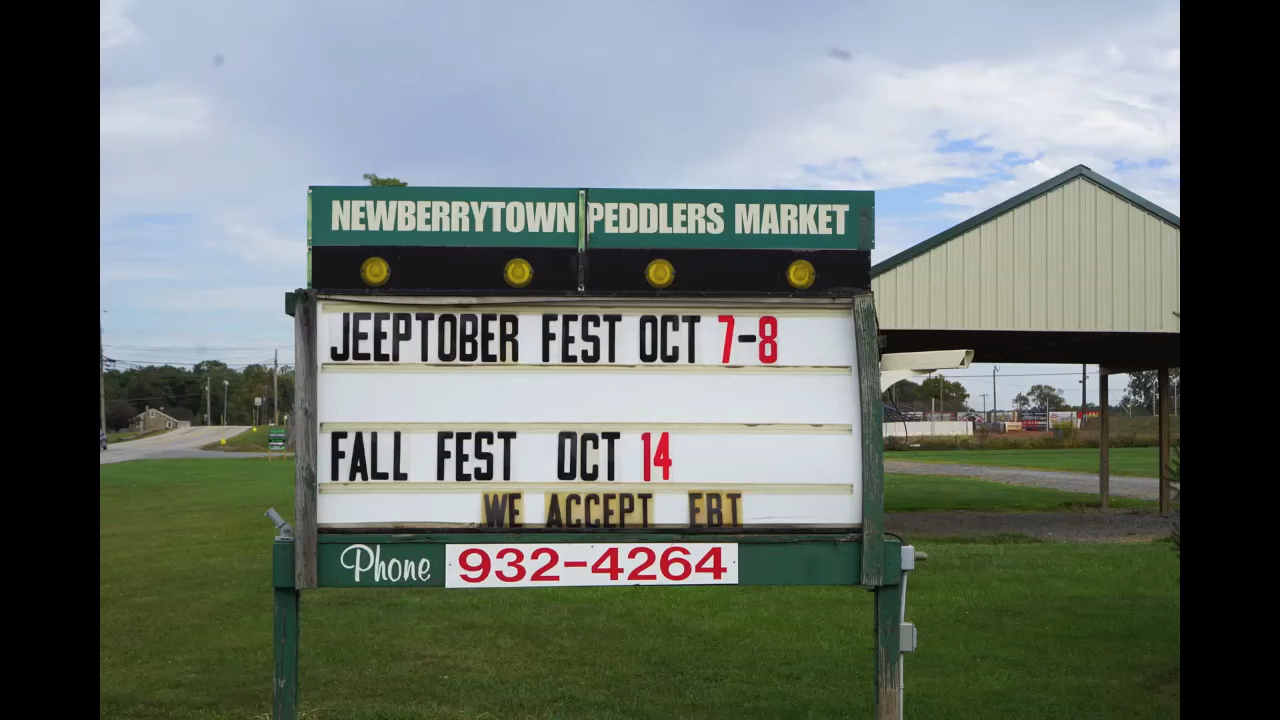 NEWBERRYTOWN PEDDLERS MARKET
JEEPTOBER FEST OCT 7-8
FALL FEST OCT 14
WE ACCEPT EBT
Phone 932-4264